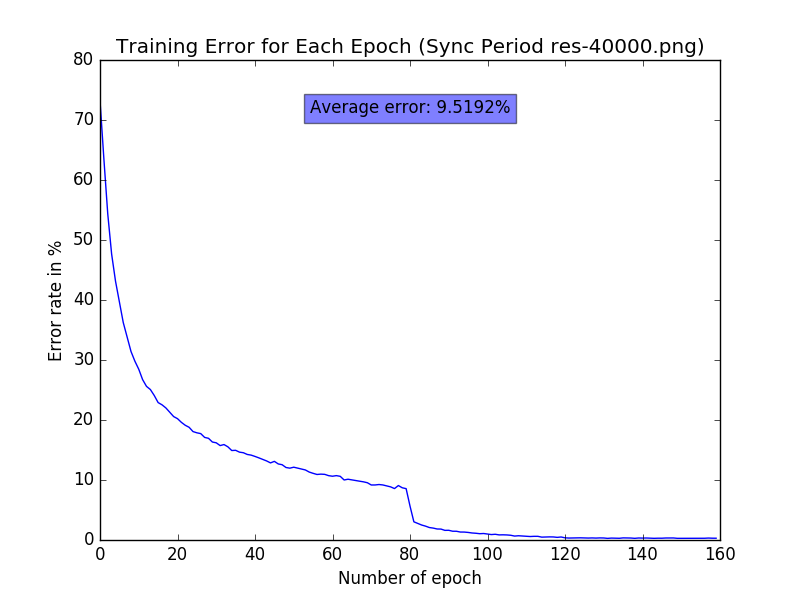 Training Error for Each Epoch (Sync Period res-40000.png)
Average error: 9.5192%
Error rate in %
80
70
60
50
40
30
20
10
0
0 20 40 60 80 100 120 140 160
Number of epoch